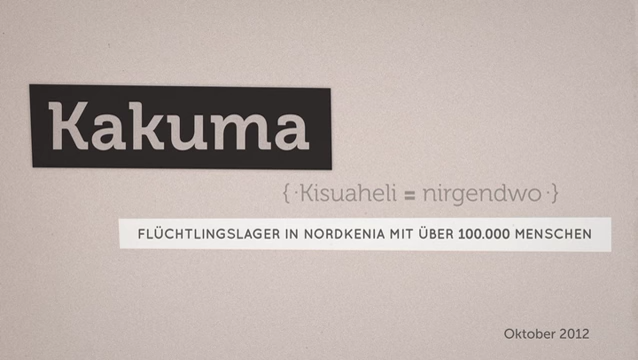 Kakuma
{·Kisuaheli = nirgendwo·}
FLÜCHTLINGSLAGER IN NORDKENIA MIT ÜBER 100.000 MENSCHEN
Oktober 2012